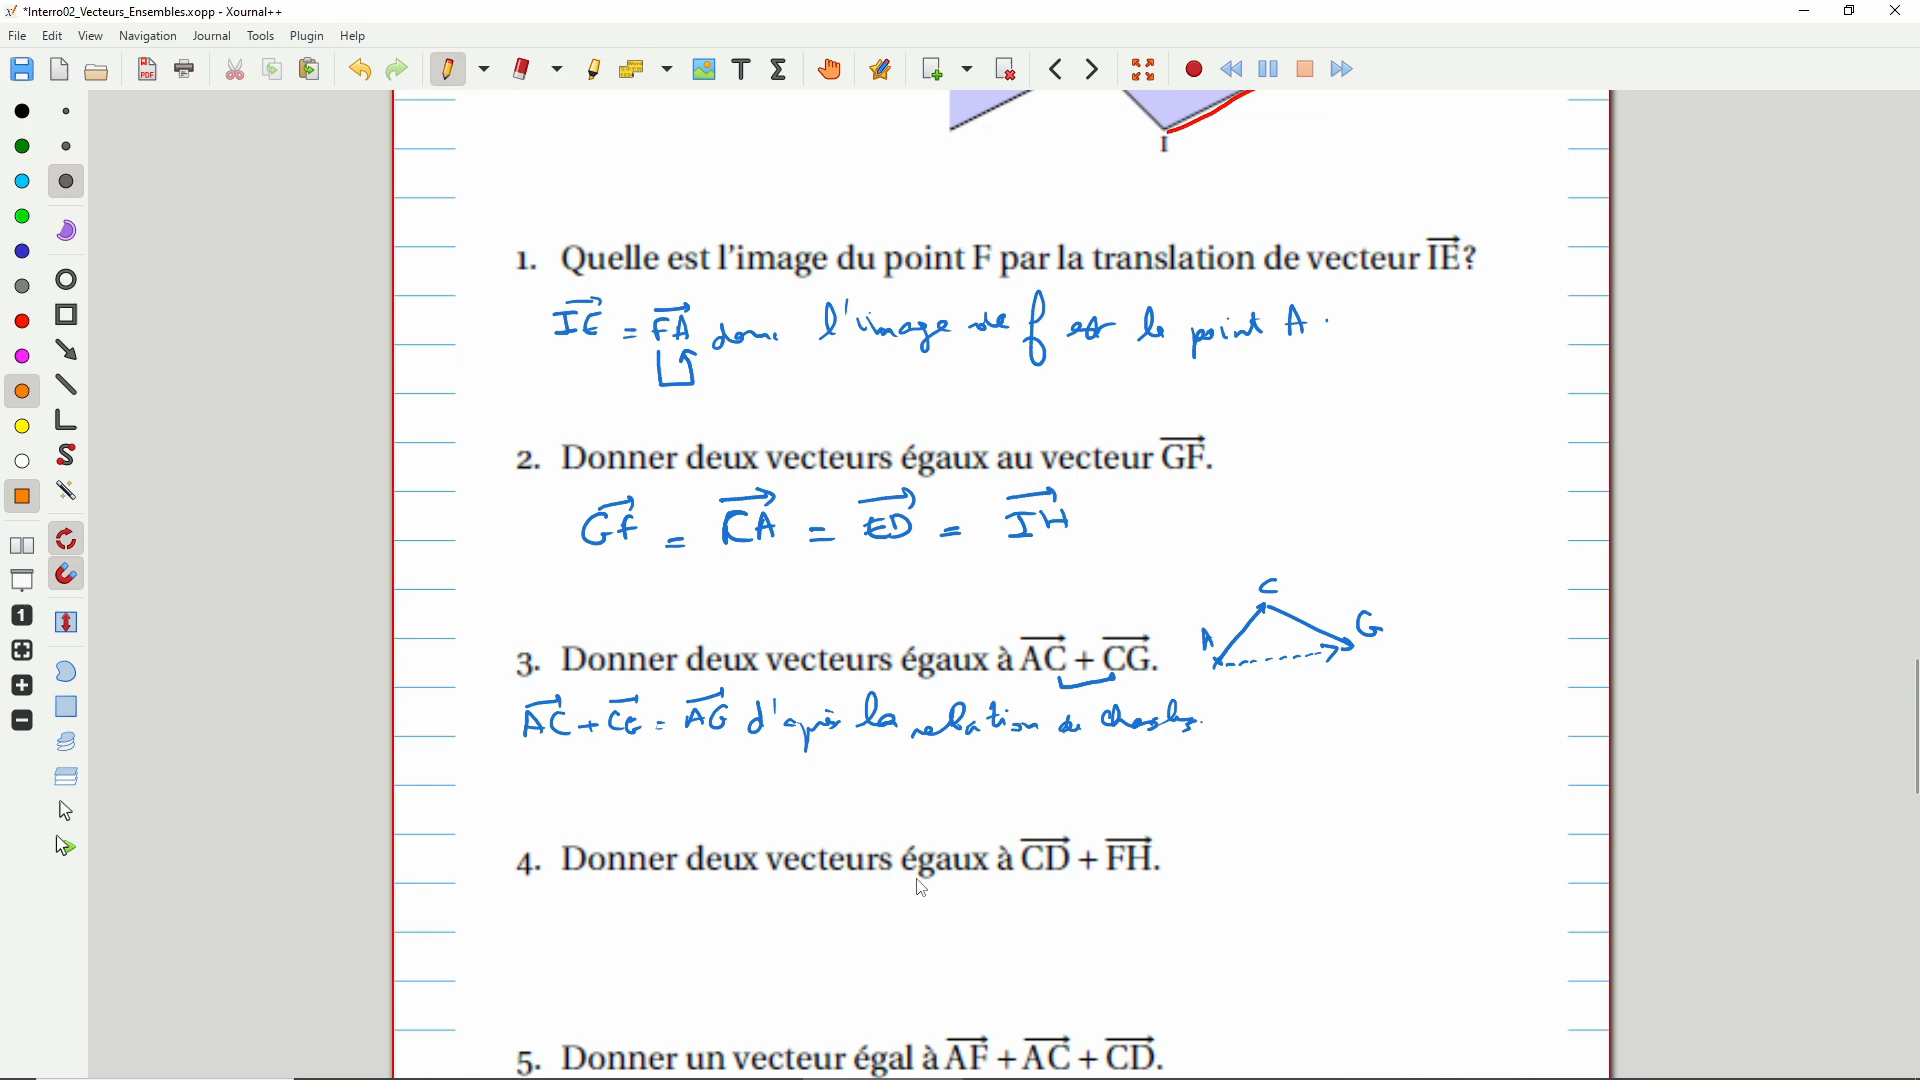 *Interro02_Vecteurs_Ensembles.xopp - Xournal++
File Edit View Navigation Journal Tools Plugin Help
I
1. Quelle est l'image du point F par la translation de vecteur IE?
IE = FA donc l'image de f est le point A.
2. Donner deux vecteurs égaux au vecteur GF.
GF = CA = ED = IH
C
G
A
3. Donner deux vecteurs égaux à AC + CG.
AC + CG = AG d'après la relation de Chasles.
4. Donner deux vecteurs égaux à CD + FH.
5. Donner un vecteur égal à AF + AC + CD.